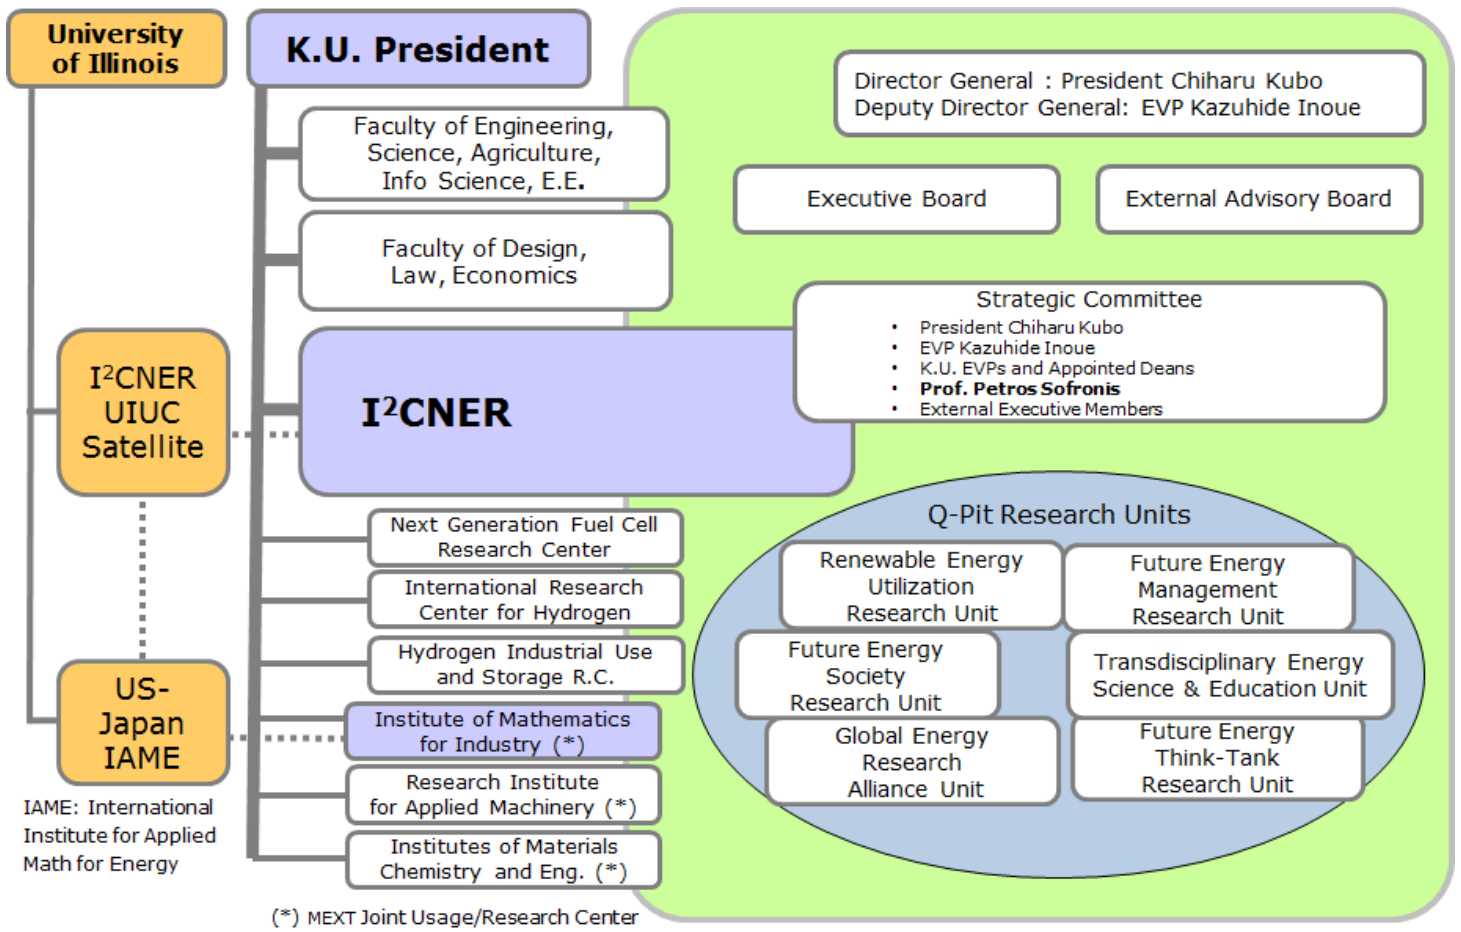 University
of Illinois
K.U. President
Director General : President Chiharu Kubo
Deputy Director General: EVP Kazuhide Inoue
Faculty of Engineering,
Science, Agriculture,
Info Science, E.E.
Executive Board
External Advisory Board
Faculty of Design,
Law, Economics
Strategic Committee
• President Chiharu Kubo
• EVP Kazuhide Inoue
• K.U. EVPs and Appointed Deans
• Prof. Petros Sofronis
• External Executive Members
I²CNER
UIUC
Satellite
I²CNER
Next Generation Fuel Cell
Research Center
International Research
Center for Hydrogen
Hydrogen Industrial Use
and Storage R.C.
Institute of Mathematics
for Industry (*)
Research Institute
for Applied Machinery (*)
Institutes of Materials
Chemistry and Eng. (*)
Q-Pit Research Units
Renewable Energy
Utilization
Research Unit
Future Energy
Management
Research Unit
Future Energy
Society
Research Unit
Transdisciplinary Energy
Science & Education Unit
Global Energy
Research
Alliance Unit
Future Energy
Think-Tank
Research Unit
US-
Japan
IAME
IAME: International
Institute for Applied
Math for Energy
(*) MEXT Joint Usage/Research Center